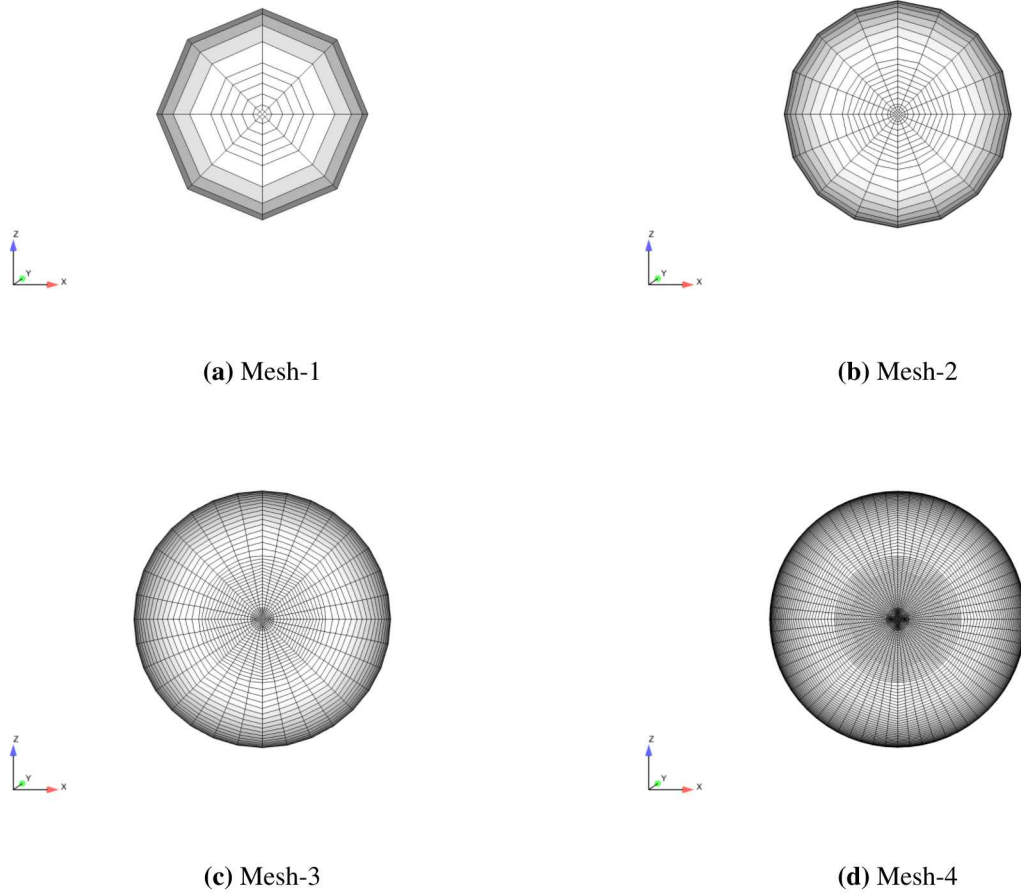 Z
Y
X
(a) Mesh-1
Z
Y
X
(b) Mesh-2
Z
Y
X
(c) Mesh-3
Z
Y
X
(d) Mesh-4